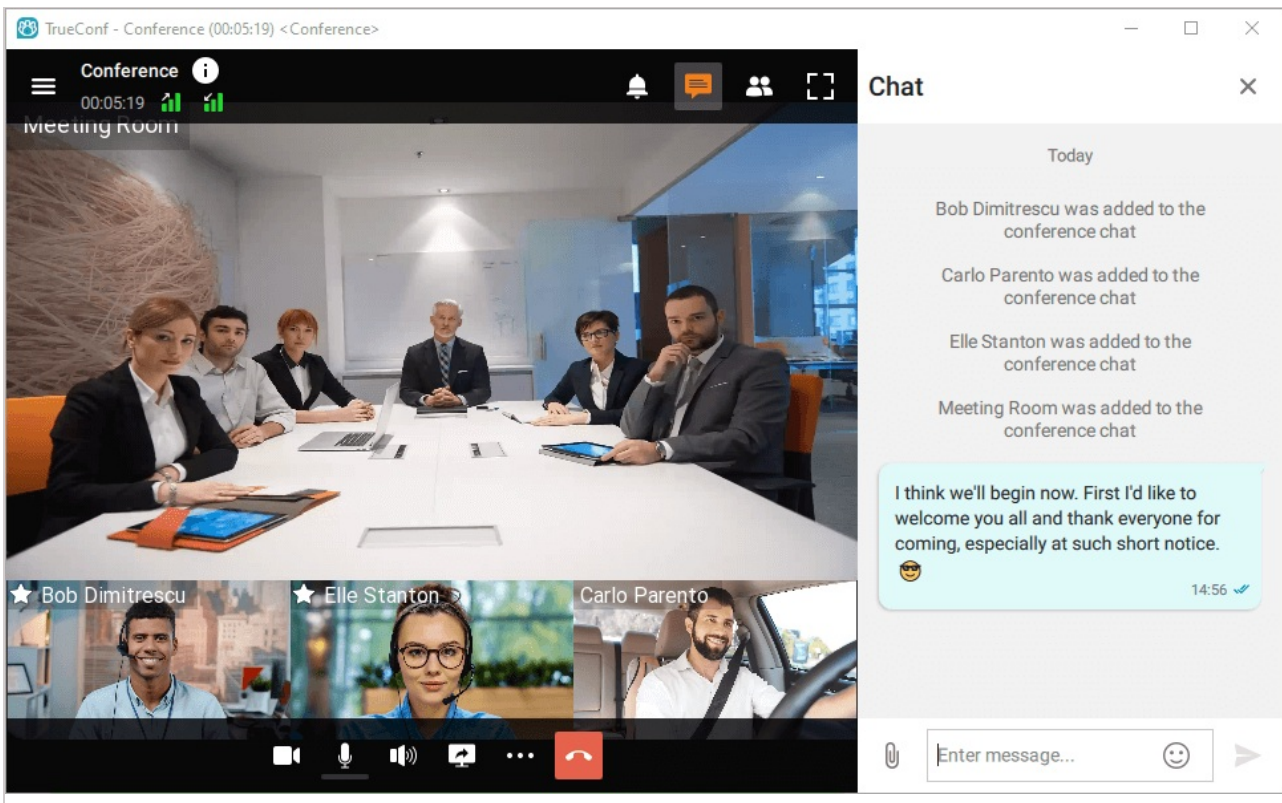 TrueConf - Conference (00:05:19) <Conference>
Conference
00:05:19
Meeting Room
Bob Dimitrescu
Elle Stanton
Carlo Parento
Chat
Today
Bob Dimitrescu was added to the
conference chat
Carlo Parento was added to the
conference chat
Elle Stanton was added to the
conference chat
Meeting Room was added to the
conference chat
I think we'll begin now. First I'd like to
welcome you all and thank everyone for
coming, especially at such short notice.
😎
14:56
Enter message...